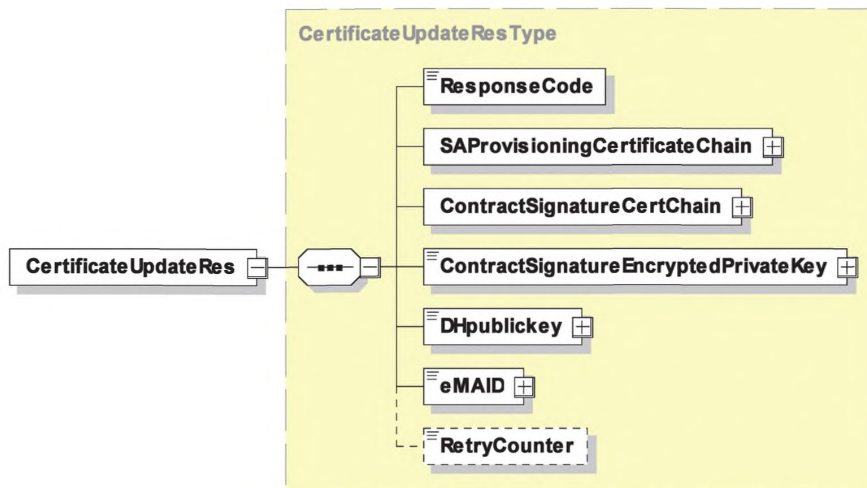 CertificateUpdateResType
ResponseCode
SAProvisioningCertificateChain
ContractSignatureCertChain
CertificateUpdateRes
ContractSignatureEncryptedPrivateKey
DHpublickey
eMAID
RetryCounter